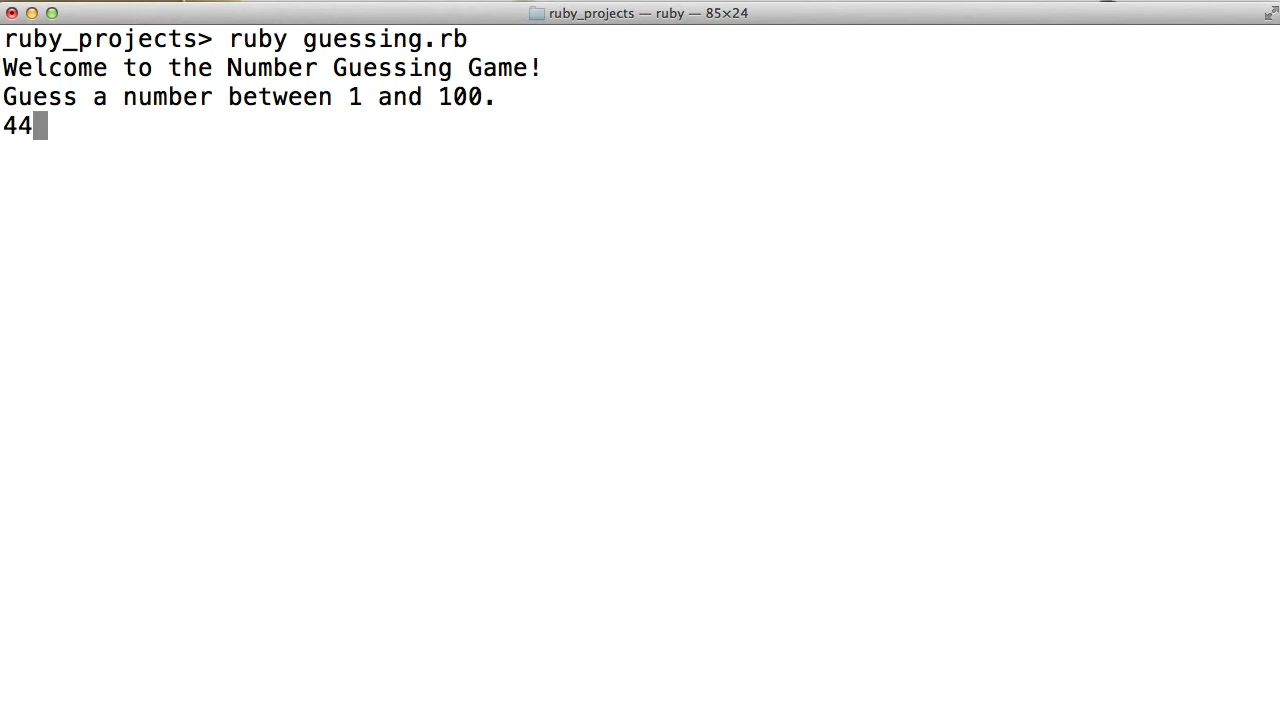 ruby_projects — ruby — 85×24
ruby_projects> ruby guessing.rb
Welcome to the Number Guessing Game!
Guess a number between 1 and 100.
44